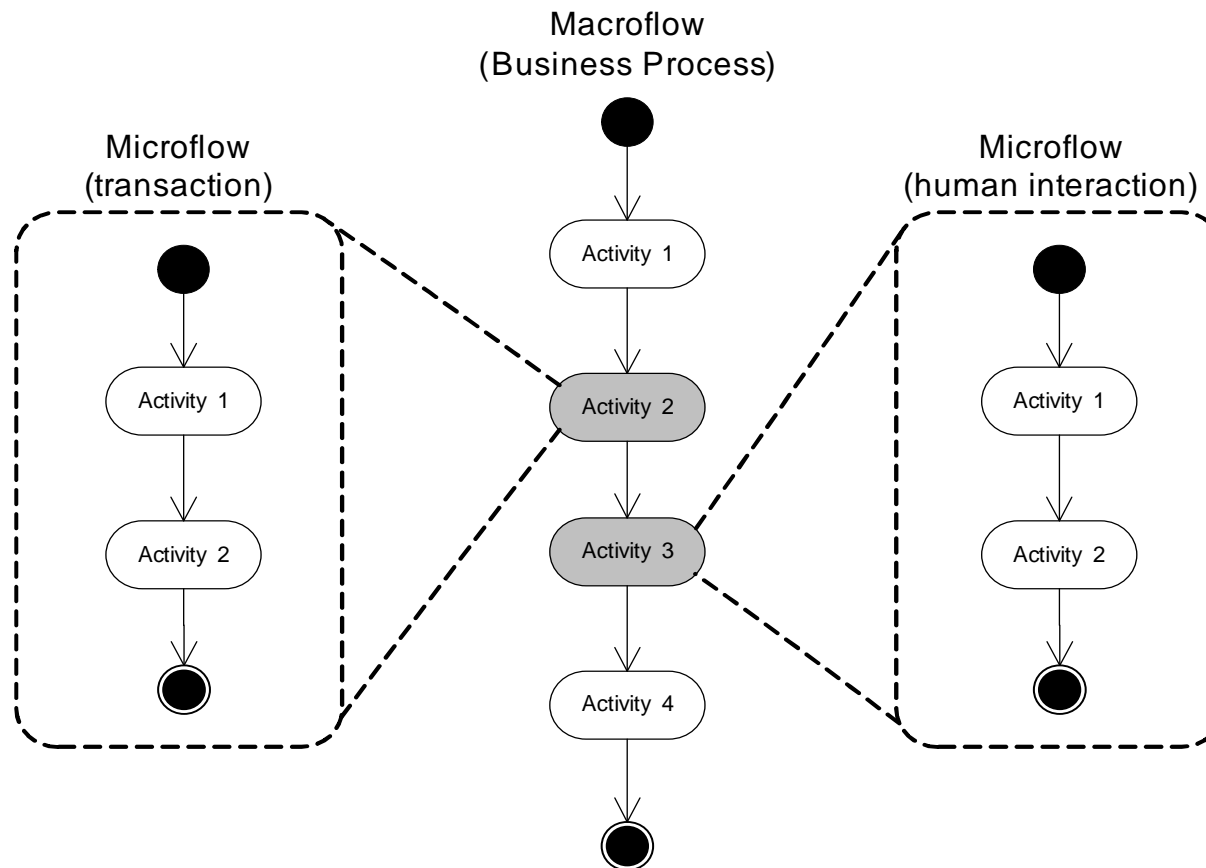 Macroflow
(Business Process)
Microflow
(transaction)
Activity 1
Activity 2
Activity 1
Activity 2
Activity 3
Activity 4
Microflow
(human interaction)
Activity 1
Activity 2